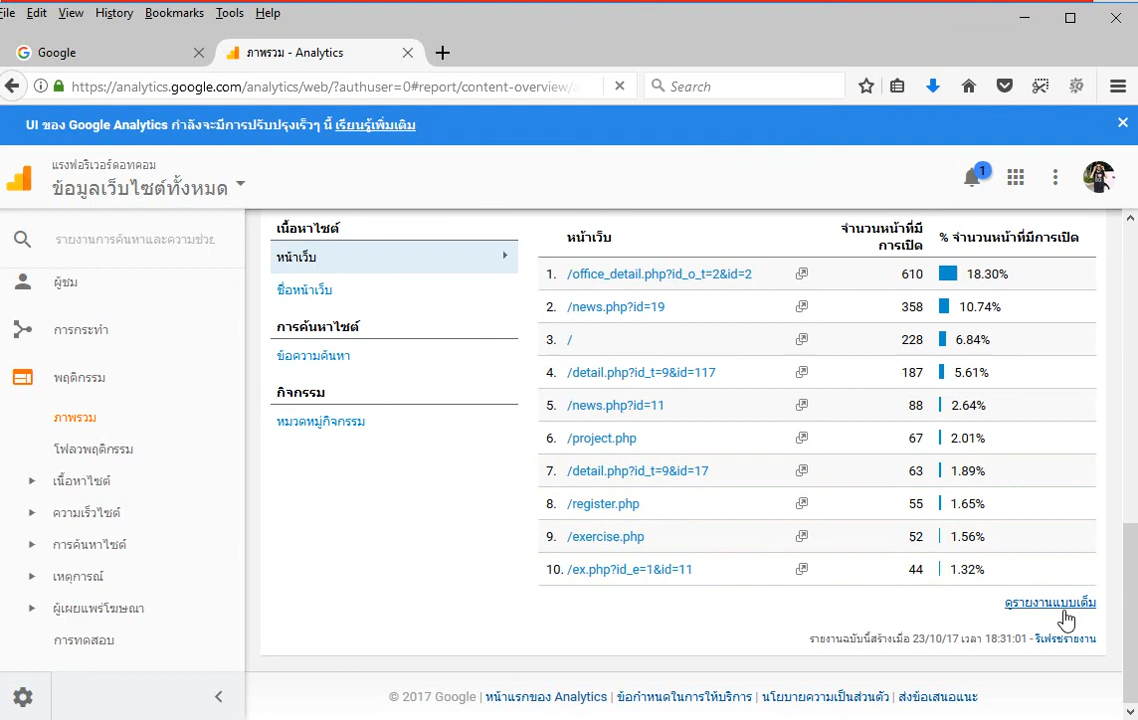 File Edit View History Bookmarks Tools Help
Google
ภาพรวม - Analytics
https://analytics.google.com/analytics/web/?authuser=0#report/content-overview/
Search
UI ของ Google Analytics กำลังจะมีการปรับปรุงเร็วๆ นี้ เรียนรู้เพิ่มเติม
แรงฟอริเวอร์ดอทคอม
ข้อมูลเว็บไซต์ทั้งหมด
1
รายงานการค้นหาและความช่วย
ผู้ชม
การกระทำ
พฤติกรรม
ภาพรวม
โฟลวพฤติกรรม
เนื้อหาไซต์
ความเร็วไซต์
การค้นหาไซต์
เหตุการณ์
ผู้เผยแพร่โฆษณา
การทดสอบ
เนื้อหาไซต์
หน้าเว็บ
ชื่อหน้าเว็บ
การค้นหาไซต์
ข้อความค้นหา
กิจกรรม
หมวดหมู่กิจกรรม
หน้าเว็บ จำนวนหน้าที่มีการเปิด % จำนวนหน้าที่มีการเปิด
1. /office_detail.php?id_o_t=2&id=2 610 18.30%
2. /news.php?id=19 358 10.74%
3. / 228 6.84%
4. /detail.php?id_t=9&id=117 187 5.61%
5. /news.php?id=11 88 2.64%
6. /project.php 67 2.01%
7. /detail.php?id_t=9&id=17 63 1.89%
8. /register.php 55 1.65%
9. /exercise.php 52 1.56%
10. /ex.php?id_e=1&id=11 44 1.32%
ดูรายงานแบบเต็ม
รายงานฉบับนี้สร้างเมื่อ 23/10/17 เวลา 18:31:01 - รีเฟรชรายงาน
© 2017 Google | หน้าแรกของ Analytics | ข้อกำหนดในการให้บริการ | นโยบายความเป็นส่วนตัว | ส่งข้อเสนอแนะ